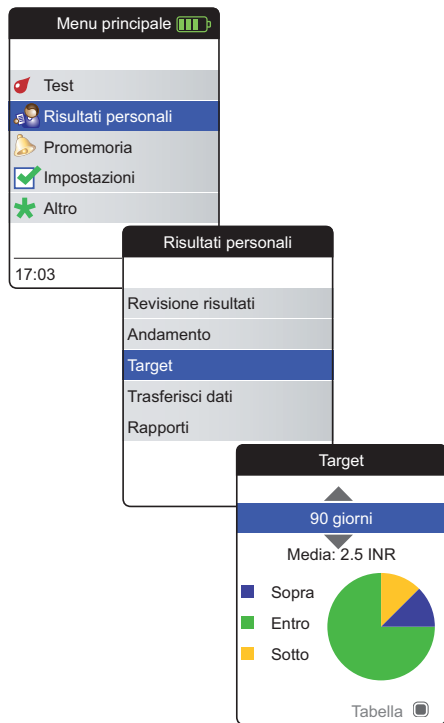 Menu principale
Test
Risultati personali
Promemoria
Impostazioni
Altro
17:03
Risultati personali
Revisione risultati
Andamento
Target
Trasferisci dati
Rapporti
Target
90 giorni
Media: 2.5 INR
Sopra
Entro
Sotto
Tabella